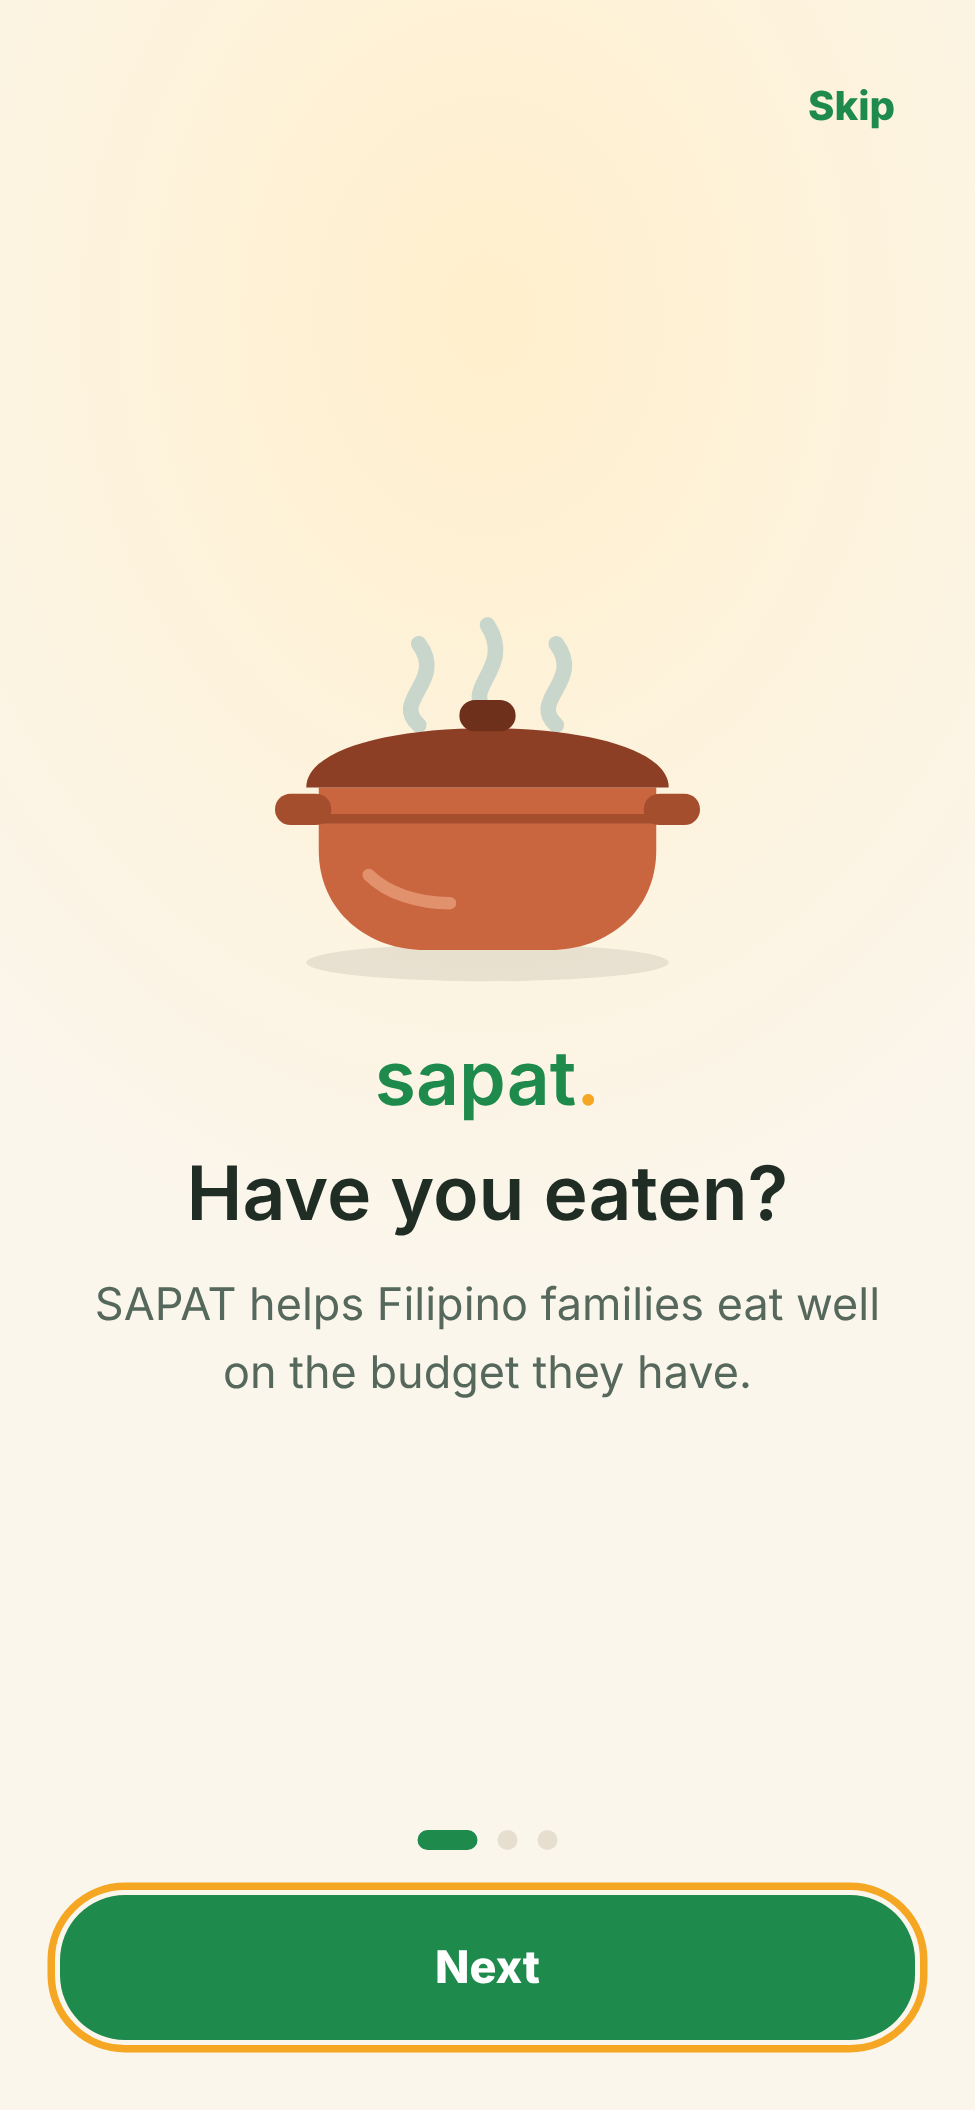 Skip
sapat.
Have you eaten?
SAPAT helps Filipino families eat well
on the budget they have.
Next